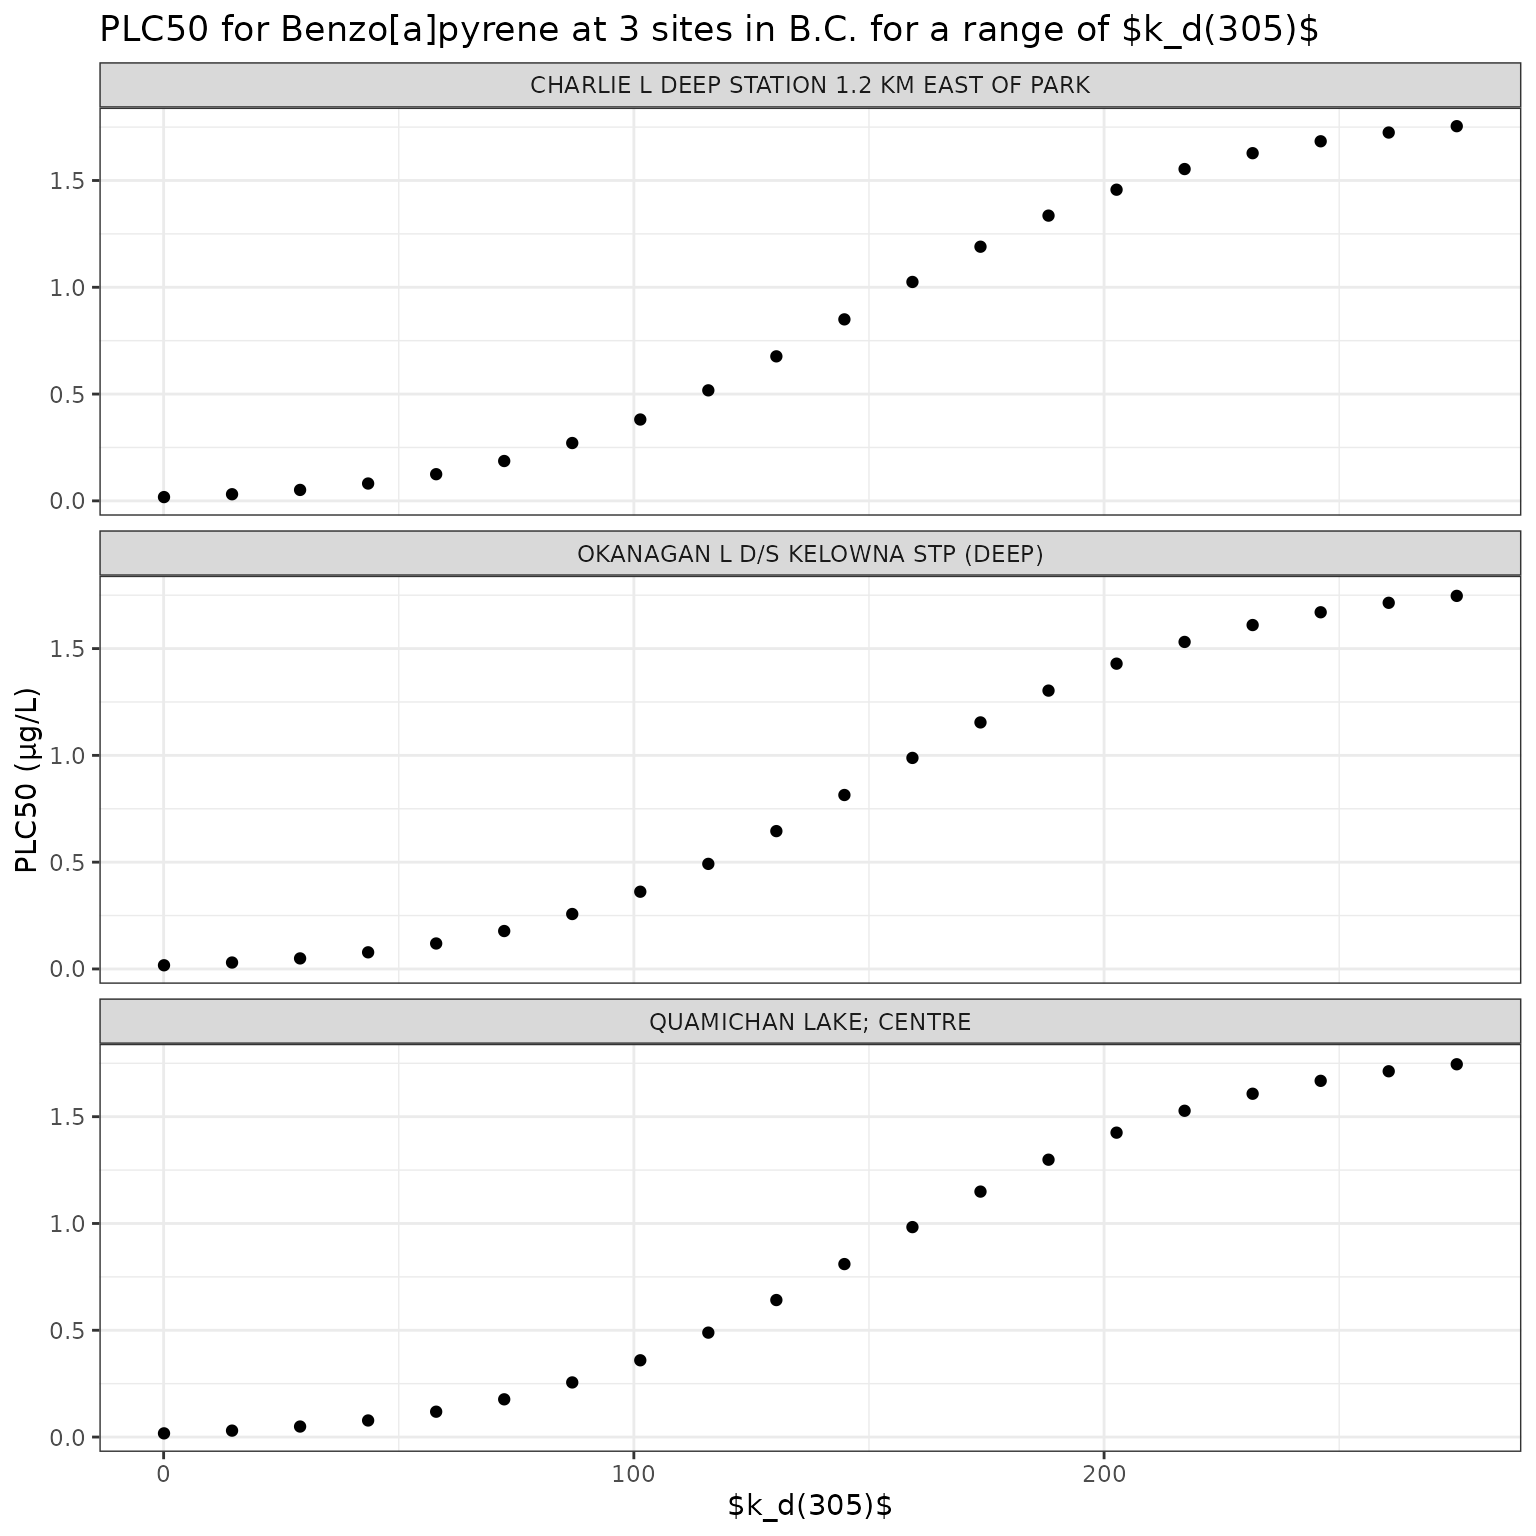 PLC50 for Benzo[a]pyrene at 3 sites in B.C. for a range of $k_d(305)$
CHARLIE L DEEP STATION 1.2 KM EAST OF PARK
1.5
1.0
0.5
0.0
OKANAGAN L D/S KELOWNA STP (DEEP)
1.5
1.0
0.5
0.0
PLC50 (μg/L)
QUAMICHAN LAKE; CENTRE
1.5
1.0
0.5
0.0
0 100 200
$k_d(305)$